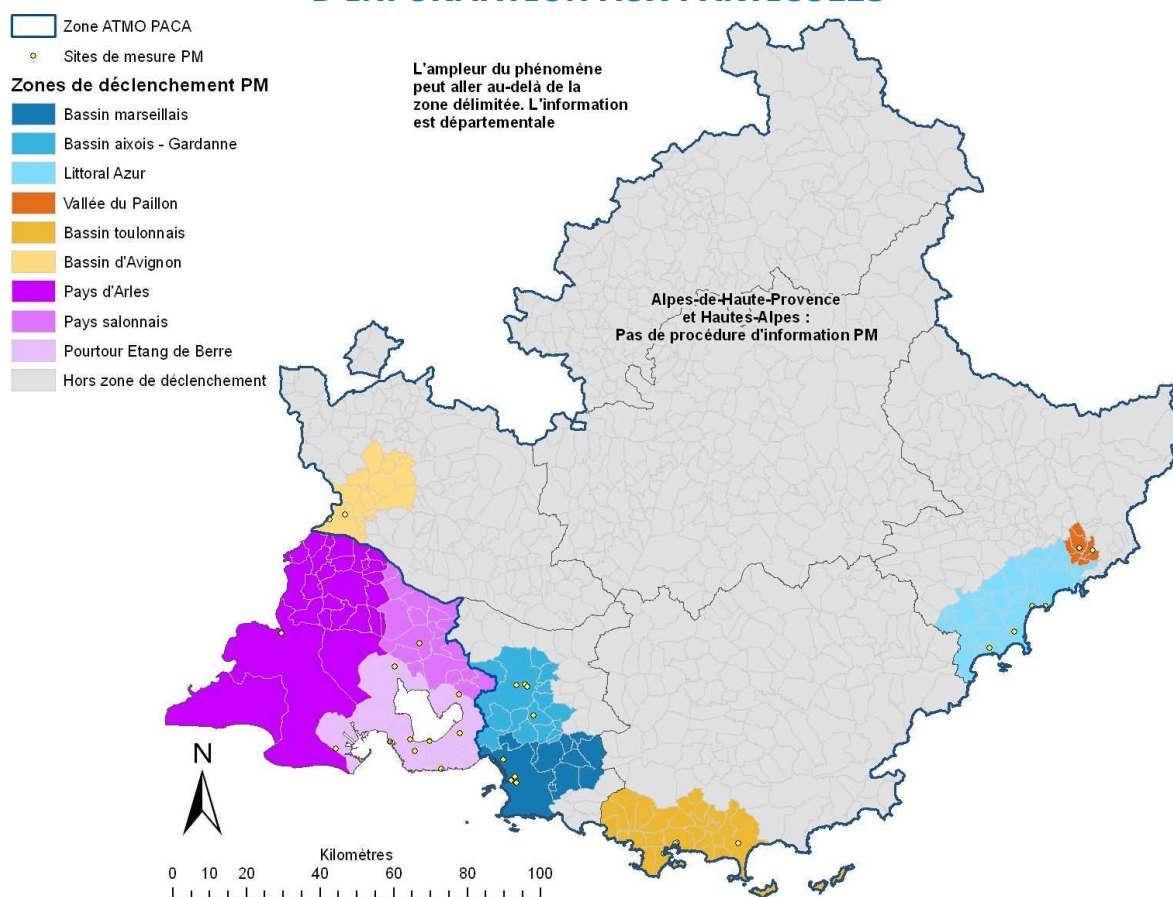 Zone ATMO PACA
Sites de mesure PM
Zones de déclenchement PM
Bassin marseillais
Bassin aixois - Gardanne
Littoral Azur
Vallée du Paillon
Bassin toulonnais
Bassin d'Avignon
Pays d'Arles
Pays salonnais
Pourtour Etang de Berre
Hors zone de déclenchement
L'ampleur du phénomène
peut aller au-delà de la
zone délimitée. L'information
est départementale
Alpes-de-Haute-Provence
et Hautes-Alpes :
Pas de procédure d'information PM
N
Kilomètres
0 20 40 60 80 100